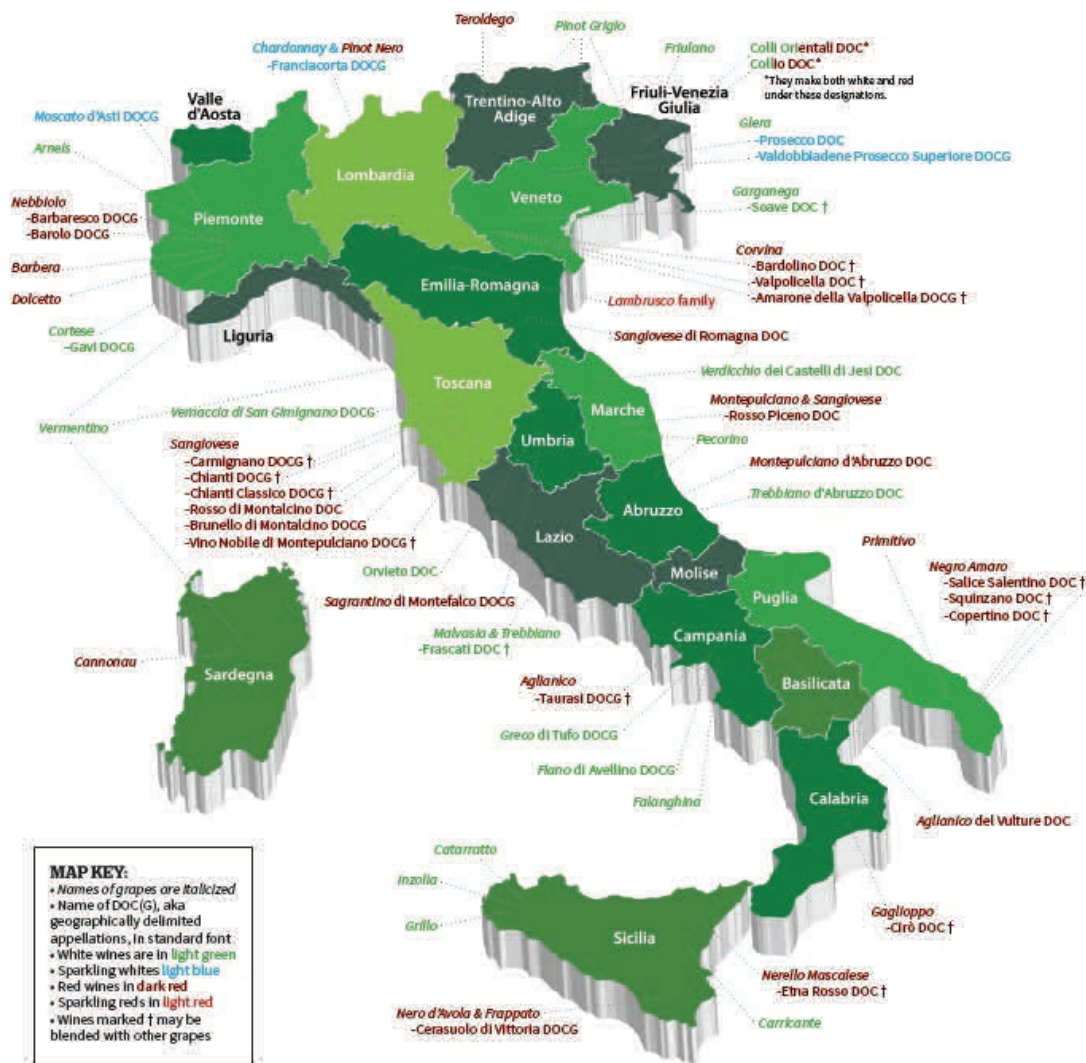 Teroldego
Pinot Grigio
Chardonnay & Pinot Nero
-Franciacorta DOCG
Friulano
Colli Orientali DOC*
Collio DOC*
*They make both white and red
under these designations.
Valle
d'Aosta
Trentino-Alto
Adige
Friuli-Venezia
Giulia
Moscato d'Asti DOCG
Arneis
Glera
-Prosecco DOC
-Valdobbiadene Prosecco Superiore DOCG
Lombardia
Veneto
Garganega
-Soave DOC †
Nebbiolo
-Barbaresco DOCG
-Barolo DOCG
Piemonte
Corvina
-Bardolino DOC †
-Valpolicella DOC †
-Amarone della Valpolicella DOCG †
Barbera
Dolcetto
Emilia-Romagna
Lambrusco family
Cortese
-Gavi DOCG
Liguria
Sangiovese di Romagna DOC
Toscana
Verdicchio dei Castelli di Jesi DOC
Vermentino
Vernaccia di San Gimignano DOCG
Marche
Montepulciano & Sangiovese
-Rosso Piceno DOC
Umbria
Pecorino
Sangiovese
-Carmignano DOCG †
-Chianti DOCG †
-Chianti Classico DOCG †
-Rosso di Montalcino DOC
-Brunello di Montalcino DOCG
-Vino Nobile di Montepulciano DOCG †
Montepulciano d'Abruzzo DOC
Trebbiano d'Abruzzo DOC
Abruzzo
Lazio
Orvieto DOC
Molise
Primitivo
Negro Amaro
-Salice Salentino DOC †
-Squinzano DOC †
-Copertino DOC †
Sagrantino di Montefalco DOCG
Puglia
Malvasia & Trebbiano
-Frascati DOC †
Campania
Cannonau
Sardegna
Basilicata
Aglianico
-Taurasi DOCG †
Greco di Tufo DOCG
Fiano di Avellino DOCG
Falanghina
Calabria
Aglianico del Vulture DOC
Catarratto
Inzolia
Grillo
Sicilia
Gaglioppo
-Cirò DOC †
Nerello Mascalese
-Etna Rosso DOC †
Nero d'Avola & Frappato
-Cerasuolo di Vittoria DOCG
Carricante
MAP KEY:
• Names of grapes are italicized
• Name of DOC(G), aka
geographically delimited
appellations, in standard font
• White wines are in light green
• Sparkling whites light blue
• Red wines in dark red
• Sparkling reds in light red
• Wines marked † may be
blended with other grapes